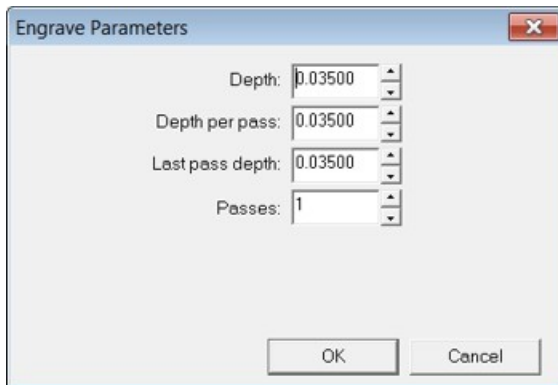 Engrave Parameters
Depth: 0.03500
Depth per pass: 0.03500
Last pass depth: 0.03500
Passes: 1
OK Cancel